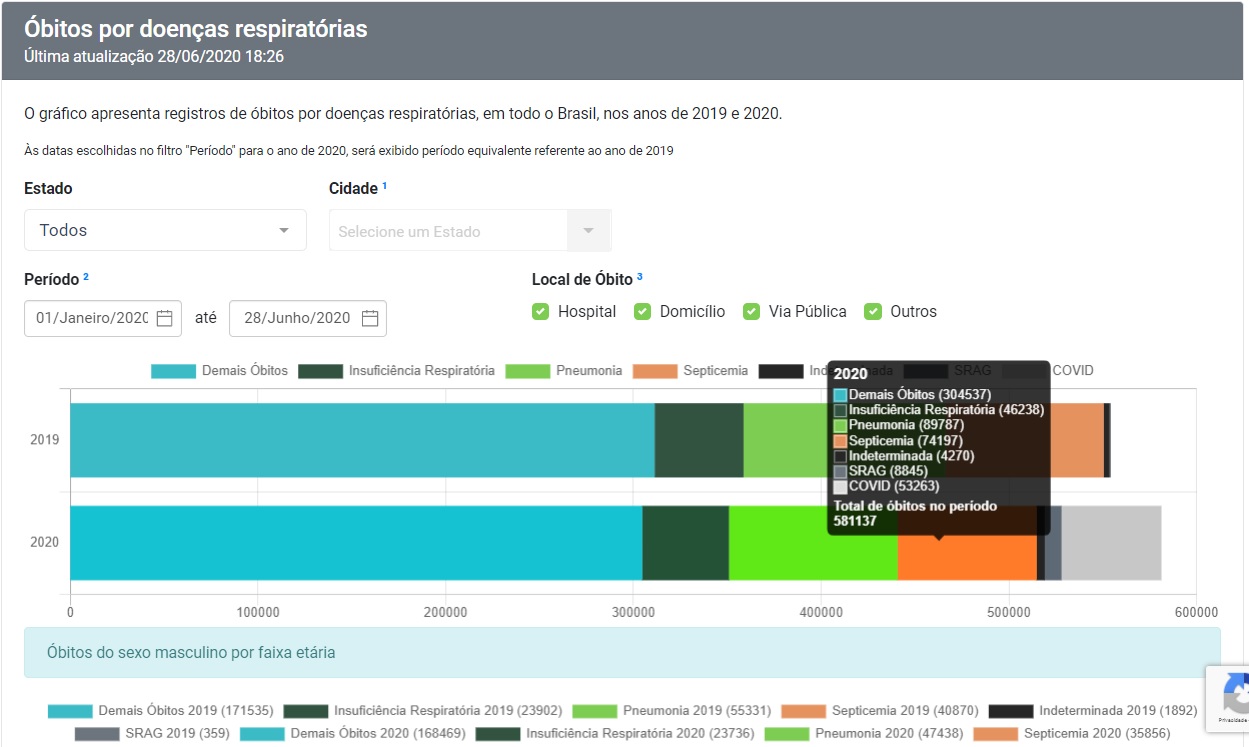 Óbitos por doenças respiratórias
Última atualização 28/06/2020 18:26
O gráfico apresenta registros de óbitos por doenças respiratórias, em todo o Brasil, nos anos de 2019 e 2020.
Às datas escolhidas no filtro "Período" para o ano de 2020, será exibido período equivalente referente ao ano de 2019
Estado Cidade 1
Todos Selecione um Estado
Período 2 Local de Óbito 3
01/Janeiro/2020 até 28/Junho/2020 Hospital Domicílio Via Pública Outros
Demais Óbitos Insuficiência Respiratória Pneumonia Septicemia Indeterminada SRAG COVID
2020
Demais Óbitos (304537)
Insuficiência Respiratória (46238)
Pneumonia (89787)
Septicemia (74197)
Indeterminada (4270)
SRAG (8845)
COVID (53263)
Total de óbitos no período
581137
2019
2020
0 100000 200000 300000 400000 500000 600000
Óbitos do sexo masculino por faixa etária
Demais Óbitos 2019 (171535) Insuficiência Respiratória 2019 (23902) Pneumonia 2019 (55331) Septicemia 2019 (40870) Indeterminada 2019 (1892)
SRAG 2019 (359) Demais Óbitos 2020 (168469) Insuficiência Respiratória 2020 (23736) Pneumonia 2020 (47438) Septicemia 2020 (35856)